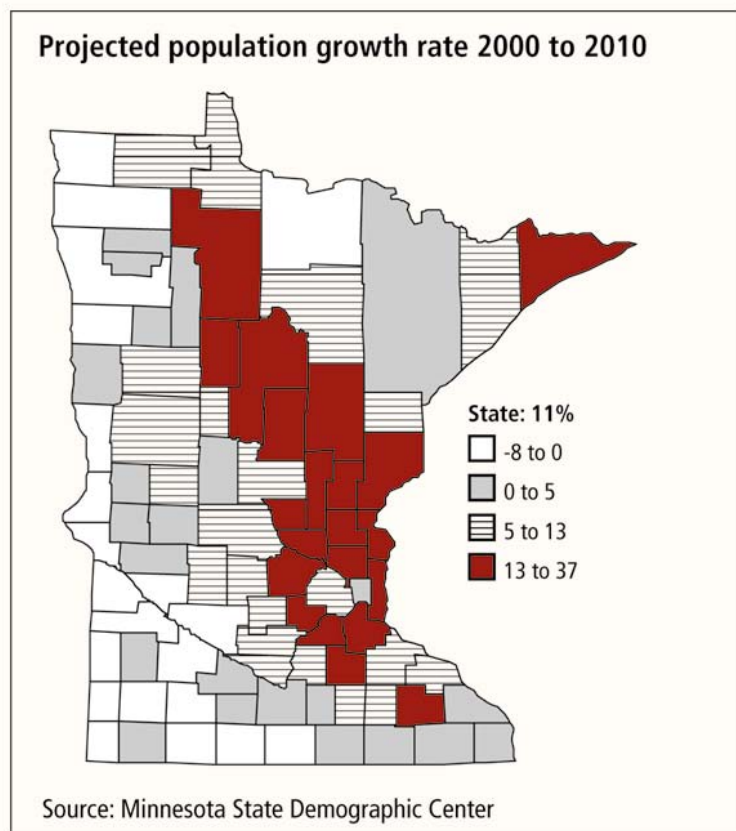 Projected population growth rate 2000 to 2010
State: 11%
-8 to 0
0 to 5
5 to 13
13 to 37
Source: Minnesota State Demographic Center